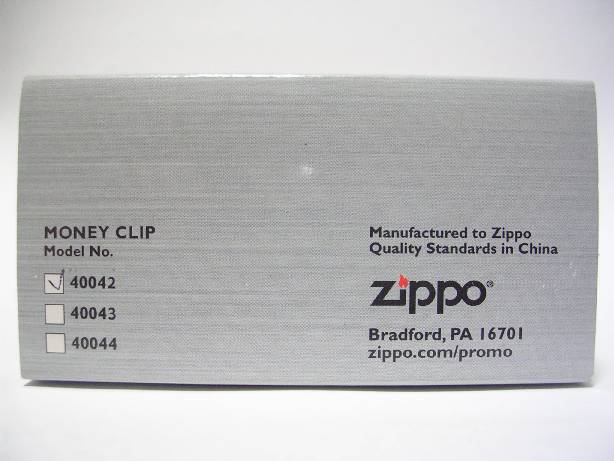 MONEY CLIP
Model No.
40042
40043
40044
Manufactured to Zippo
Quality Standards in China
zippo®
Bradford, PA 16701
zippo.com/promo